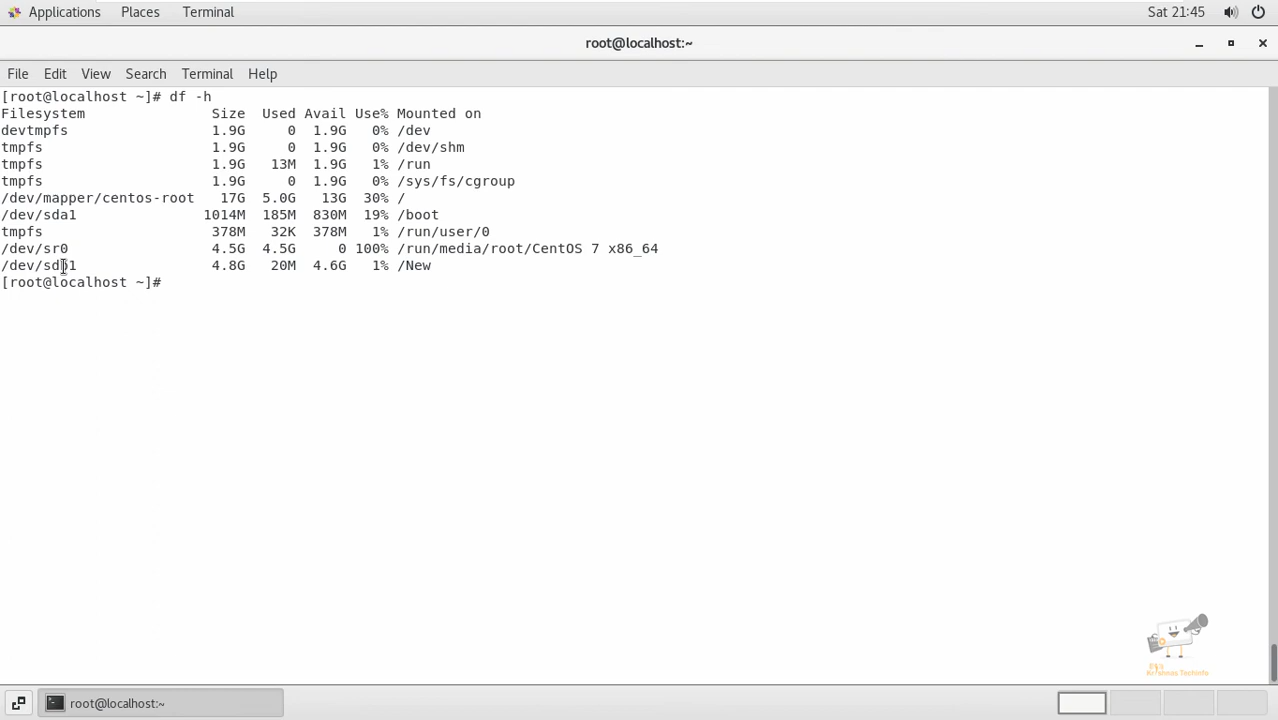 Applications Places Terminal Sat 21:45
root@localhost:~
File Edit View Search Terminal Help
[root@localhost ~]# df -h
Filesystem Size Used Avail Use% Mounted on
devtmpfs 1.9G 0 1.9G 0% /dev
tmpfs 1.9G 0 1.9G 0% /dev/shm
tmpfs 1.9G 13M 1.9G 1% /run
tmpfs 1.9G 0 1.9G 0% /sys/fs/cgroup
/dev/mapper/centos-root 17G 5.0G 13G 30% /
/dev/sda1 1014M 185M 830M 19% /boot
tmpfs 378M 32K 378M 1% /run/user/0
/dev/sr0 4.5G 4.5G 0 100% /run/media/root/CentOS 7 x86_64
4.8G 20M 4.6G 1% /New
[root@localhost ~]#
root@localhost:~